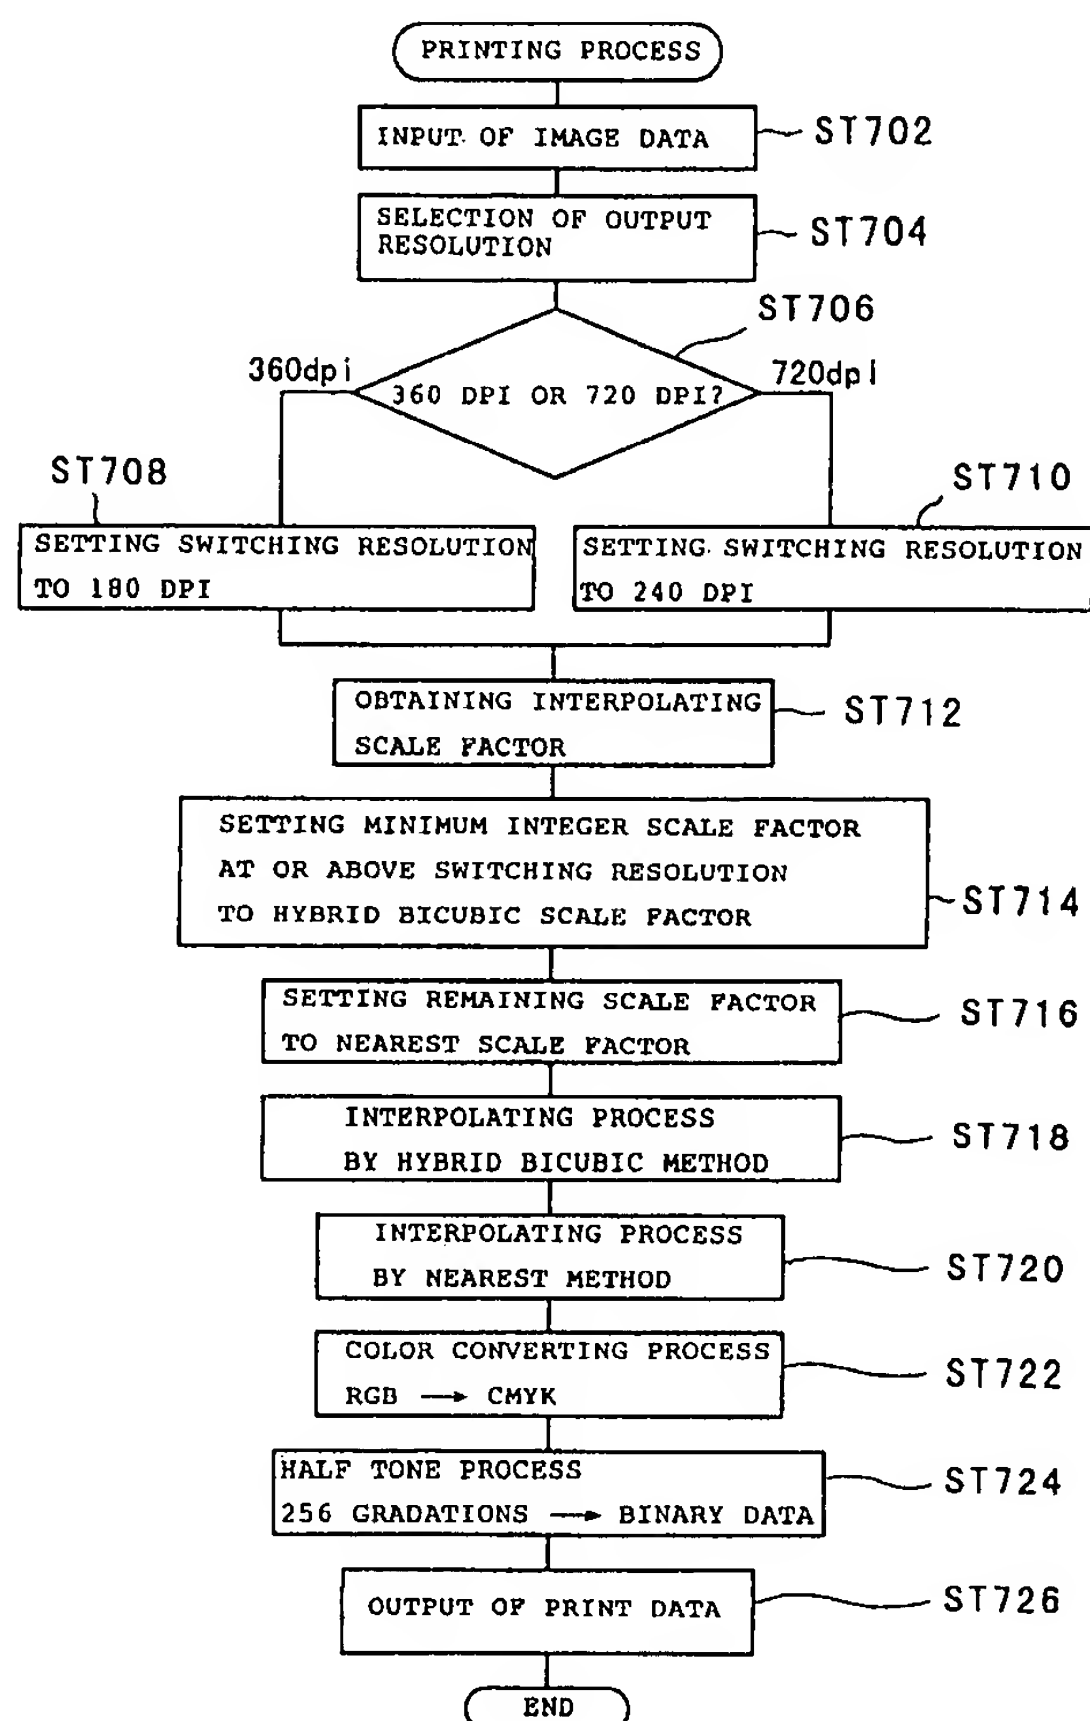 PRINTING PROCESS
INPUT OF IMAGE DATA
ST702
SELECTION OF OUTPUT
RESOLUTION
ST704
ST706
360dpi
360 DPI OR 720 DPI?
720dpi
ST708
SETTING SWITCHING RESOLUTION
TO 180 DPI
ST710
SETTING SWITCHING RESOLUTION
TO 240 DPI
OBTAINING INTERPOLATING
SCALE FACTOR
ST712
SETTING MINIMUM INTEGER SCALE FACTOR
AT OR ABOVE SWITCHING RESOLUTION
TO HYBRID BICUBIC SCALE FACTOR
ST714
SETTING REMAINING SCALE FACTOR
TO NEAREST SCALE FACTOR
ST716
INTERPOLATING PROCESS
BY HYBRID BICUBIC METHOD
ST718
INTERPOLATING PROCESS
BY NEAREST METHOD
ST720
COLOR CONVERTING PROCESS
RGB → CMYK
ST722
HALF TONE PROCESS
256 GRADATIONS → BINARY DATA
ST724
OUTPUT OF PRINT DATA
ST726
END